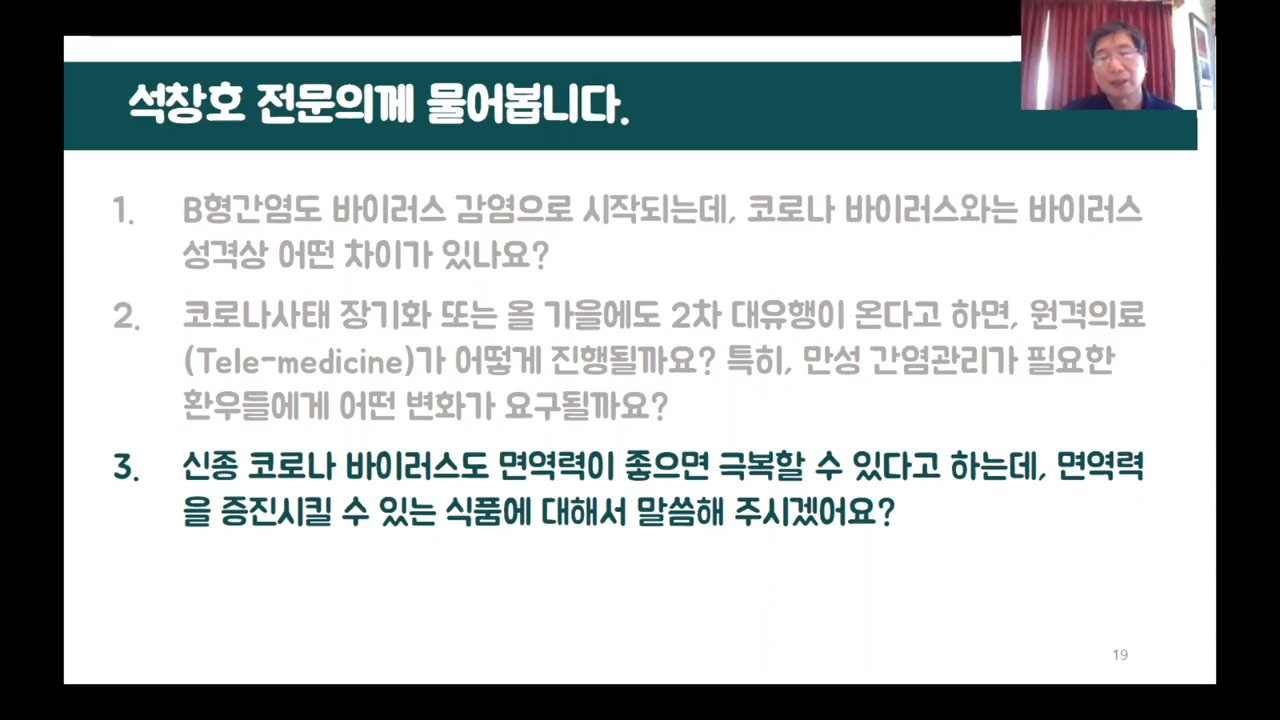 석창호 전문의께 물어봅니다.
1. B형간염도 바이러스 감염으로 시작되는데, 코로나 바이러스와는 바이러스
성격상 어떤 차이가 있나요?
2. 코로나사태 장기화 또는 올 가을에도 2차 대유행이 온다고 하면, 원격의료
(Tele-medicine)가 어떻게 진행될까요? 특히, 만성 간염관리가 필요한
환우들에게 어떤 변화가 요구될까요?
3. 신종 코로나 바이러스도 면역력이 좋으면 극복할 수 있다고 하는데, 면역력
을 증진시킬 수 있는 식품에 대해서 말씀해 주시겠어요?
19